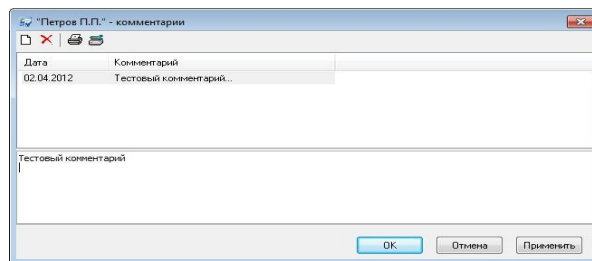 "Петров П.П." - комментарии
Дата Комментарий
02.04.2012 Тестовый комментарий...
Тестовый комментарий
OK Отмена Применить